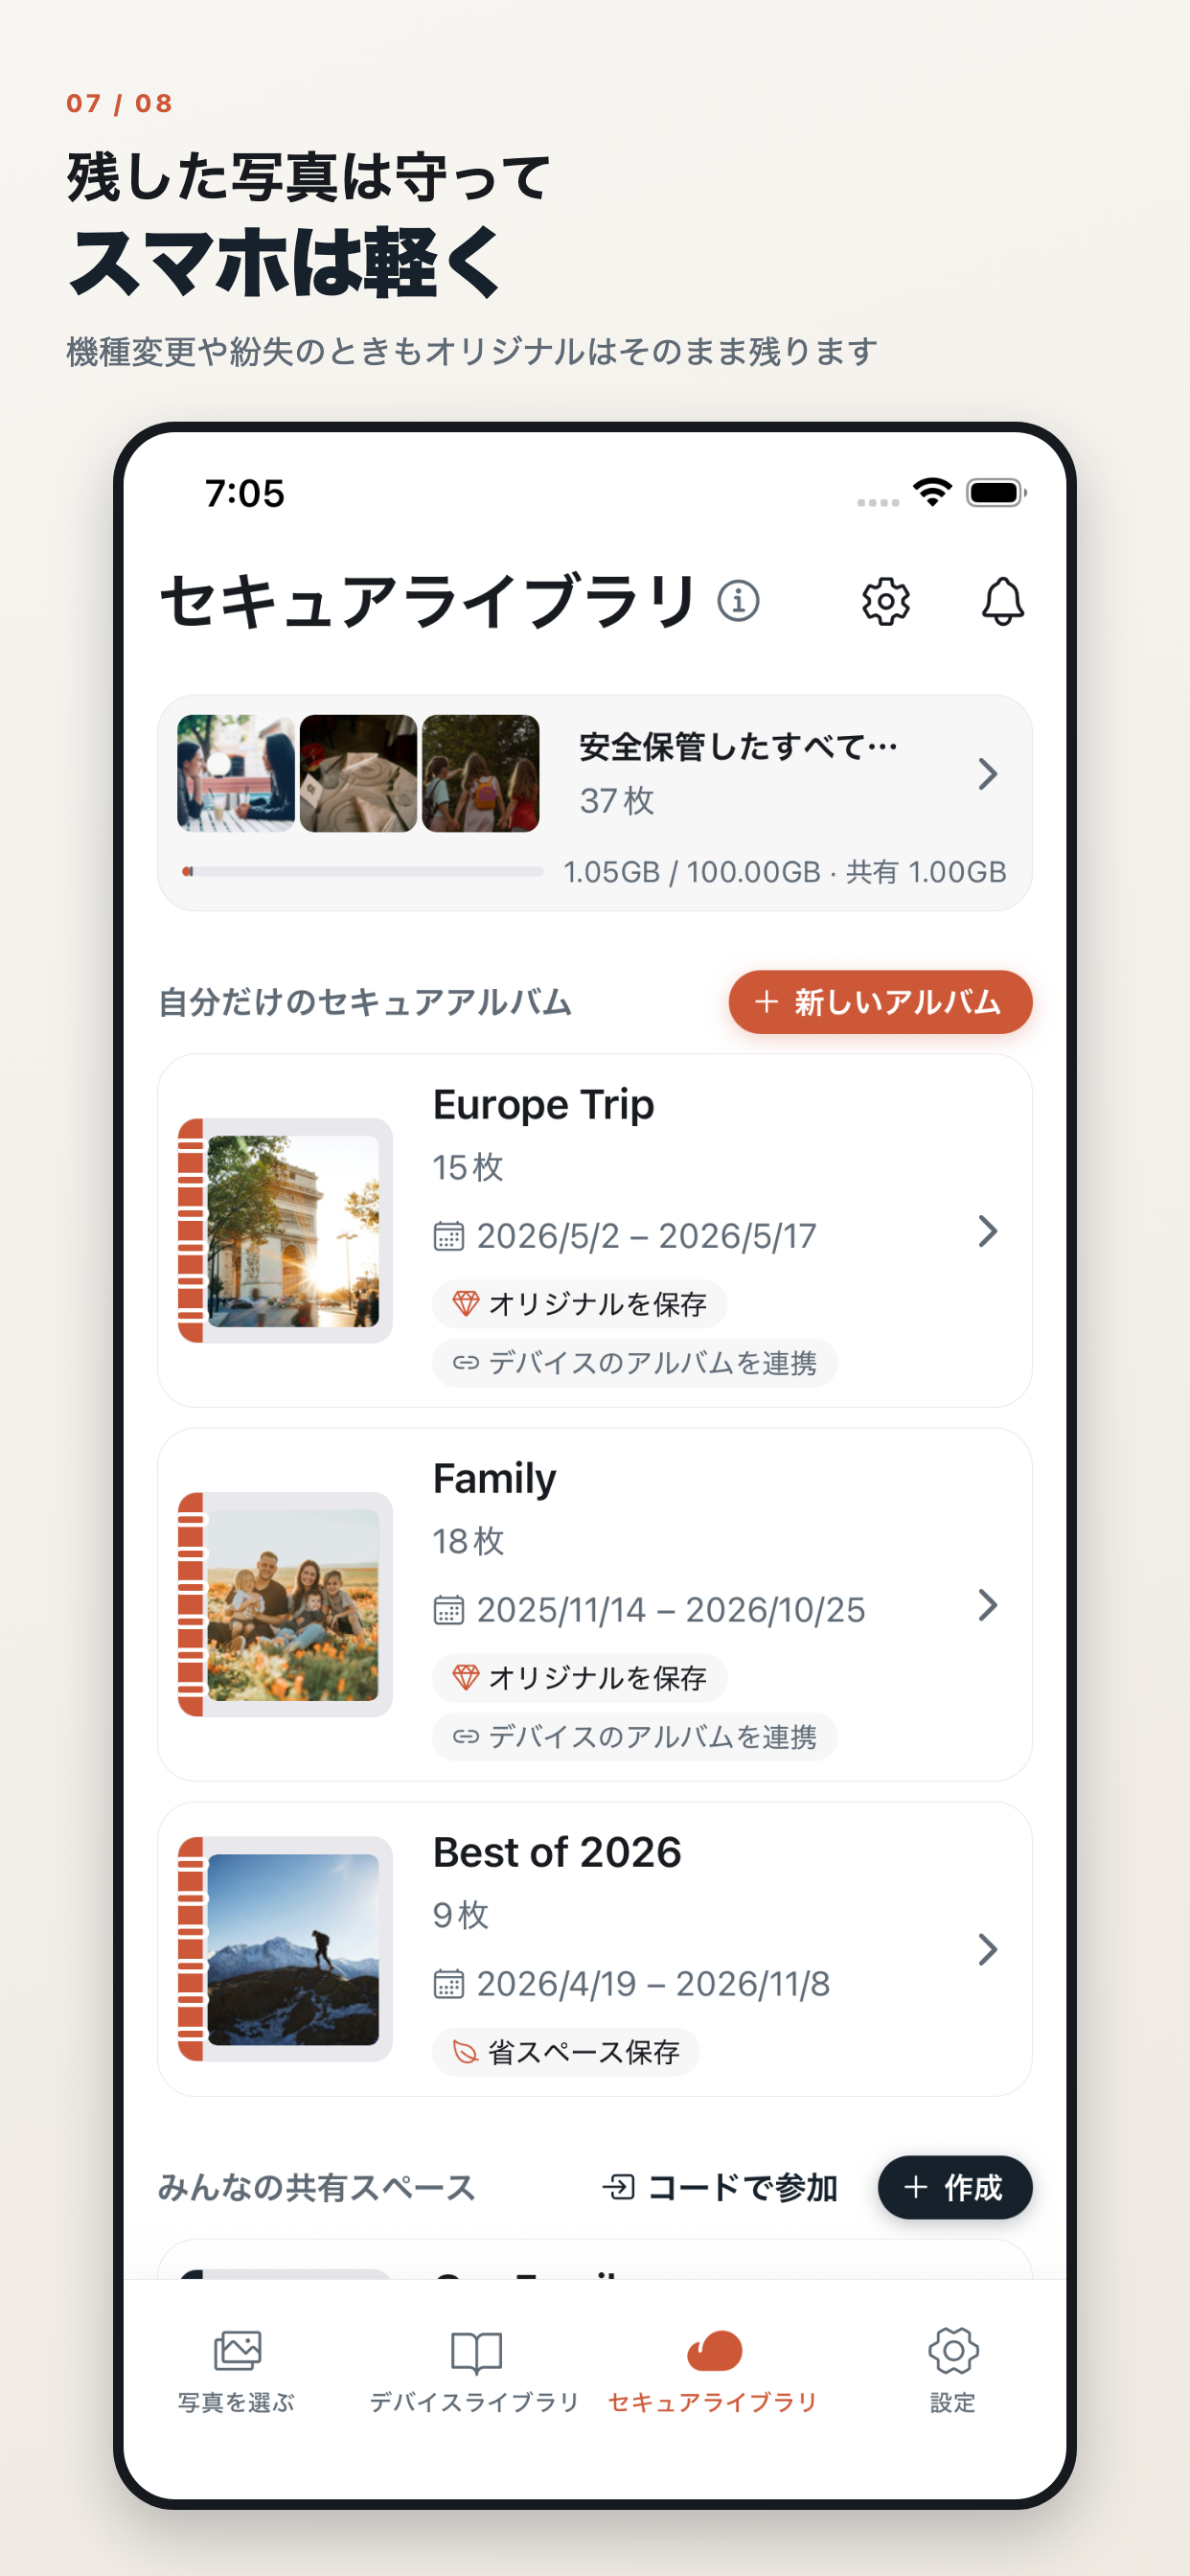 07 / 08
残した写真は守って
スマホは軽く
機種変更や紛失のときもオリジナルはそのまま残ります
7:05
セキュアライブラリ
安全保管したすべて…
37枚
1.05GB / 100.00GB · 共有 1.00GB
自分だけのセキュアアルバム
+ 新しいアルバム
Europe Trip
15枚
2026/5/2 – 2026/5/17
オリジナルを保存
デバイスのアルバムを連携
Family
18枚
2025/11/14 – 2026/10/25
オリジナルを保存
デバイスのアルバムを連携
Best of 2026
9枚
2026/4/19 – 2026/11/8
省スペース保存
みんなの共有スペース
コードで参加
+ 作成
写真を選ぶ
デバイスライブラリ
セキュアライブラリ
設定